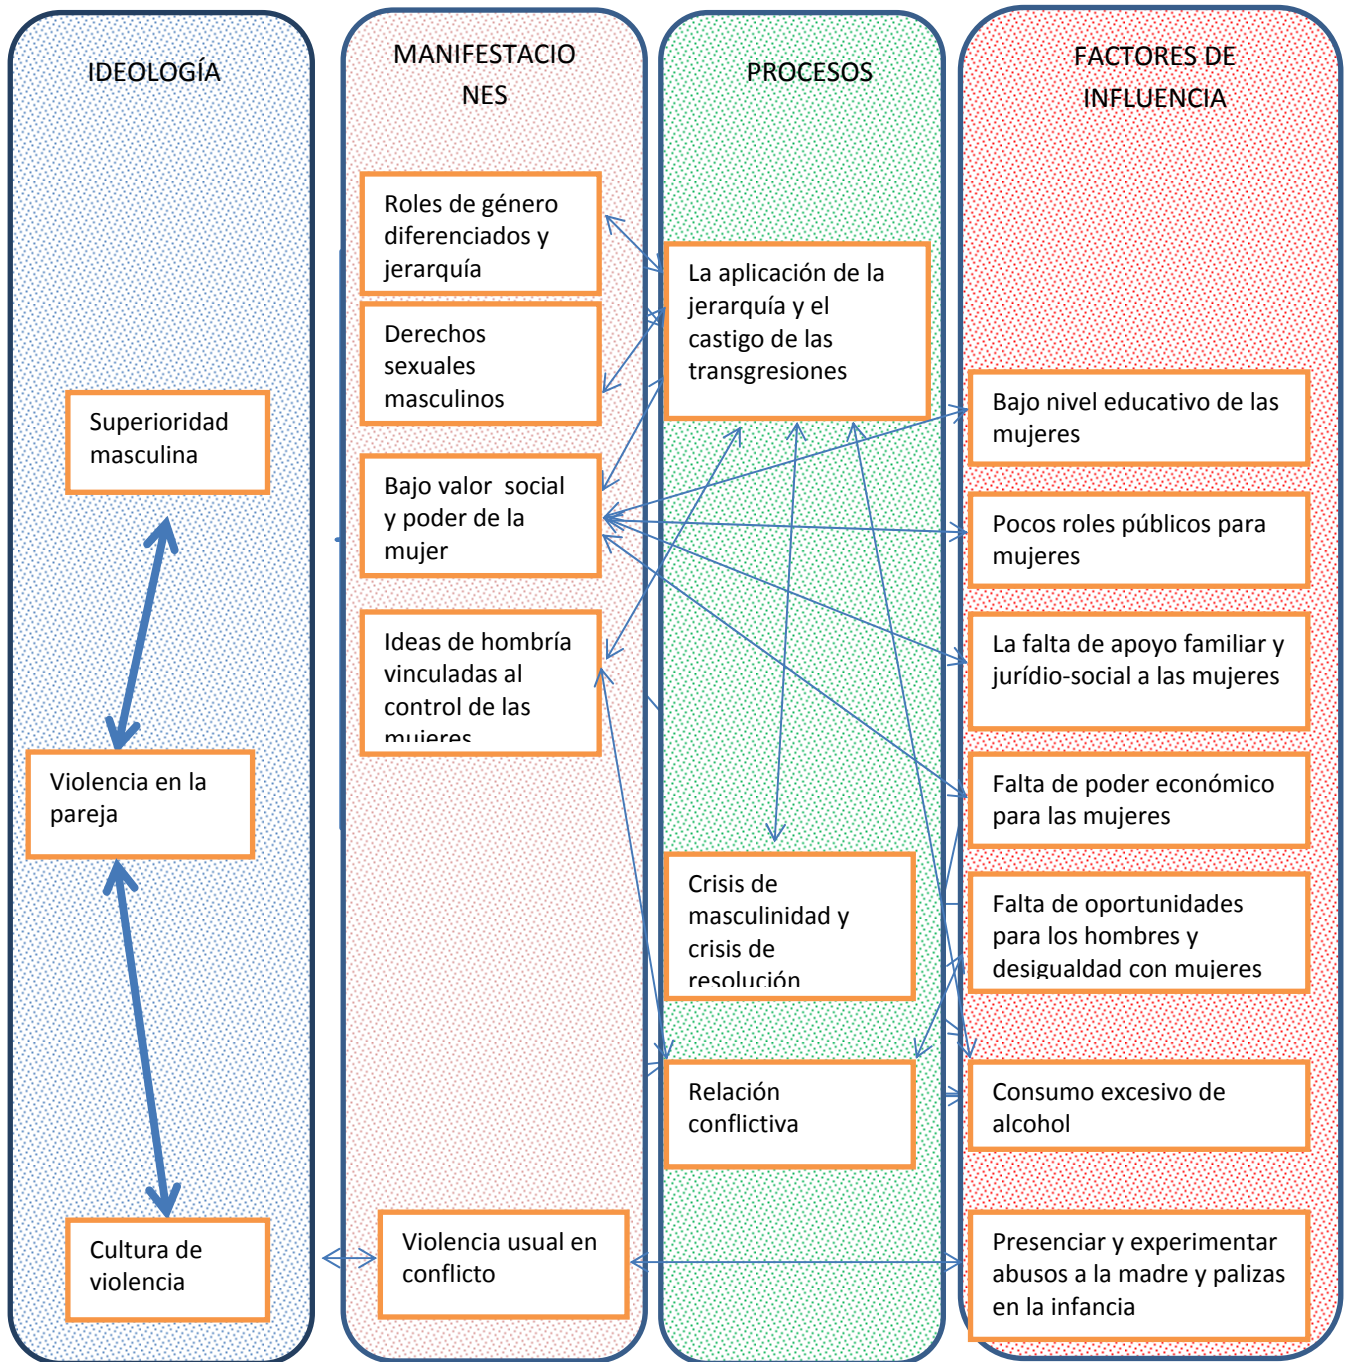 IDEOLOGÍA
Superioridad
masculina
Violencia en la
pareja
Cultura de
violencia
MANIFESTACIO
NES
Roles de género
diferenciados y
jerarquía
Derechos
sexuales
masculinos
Bajo valor  social
y poder de la
mujer
Ideas de hombría
vinculadas al
control de las
mujeres
Violencia usual en
conflicto
PROCESOS
La aplicación de la
jerarquía y el
castigo de las
transgresiones
Crisis de
masculinidad y
crisis de
resolución
Relación
conflictiva
FACTORES DE
INFLUENCIA
Bajo nivel educativo de las
mujeres
Pocos roles públicos para
mujeres
La falta de apoyo familiar y
jurídio-social a las mujeres
Falta de poder económico
para las mujeres
Falta de oportunidades
para los hombres y
desigualdad con mujeres
Consumo excesivo de
alcohol
Presenciar y experimentar
abusos a la madre y palizas
en la infancia